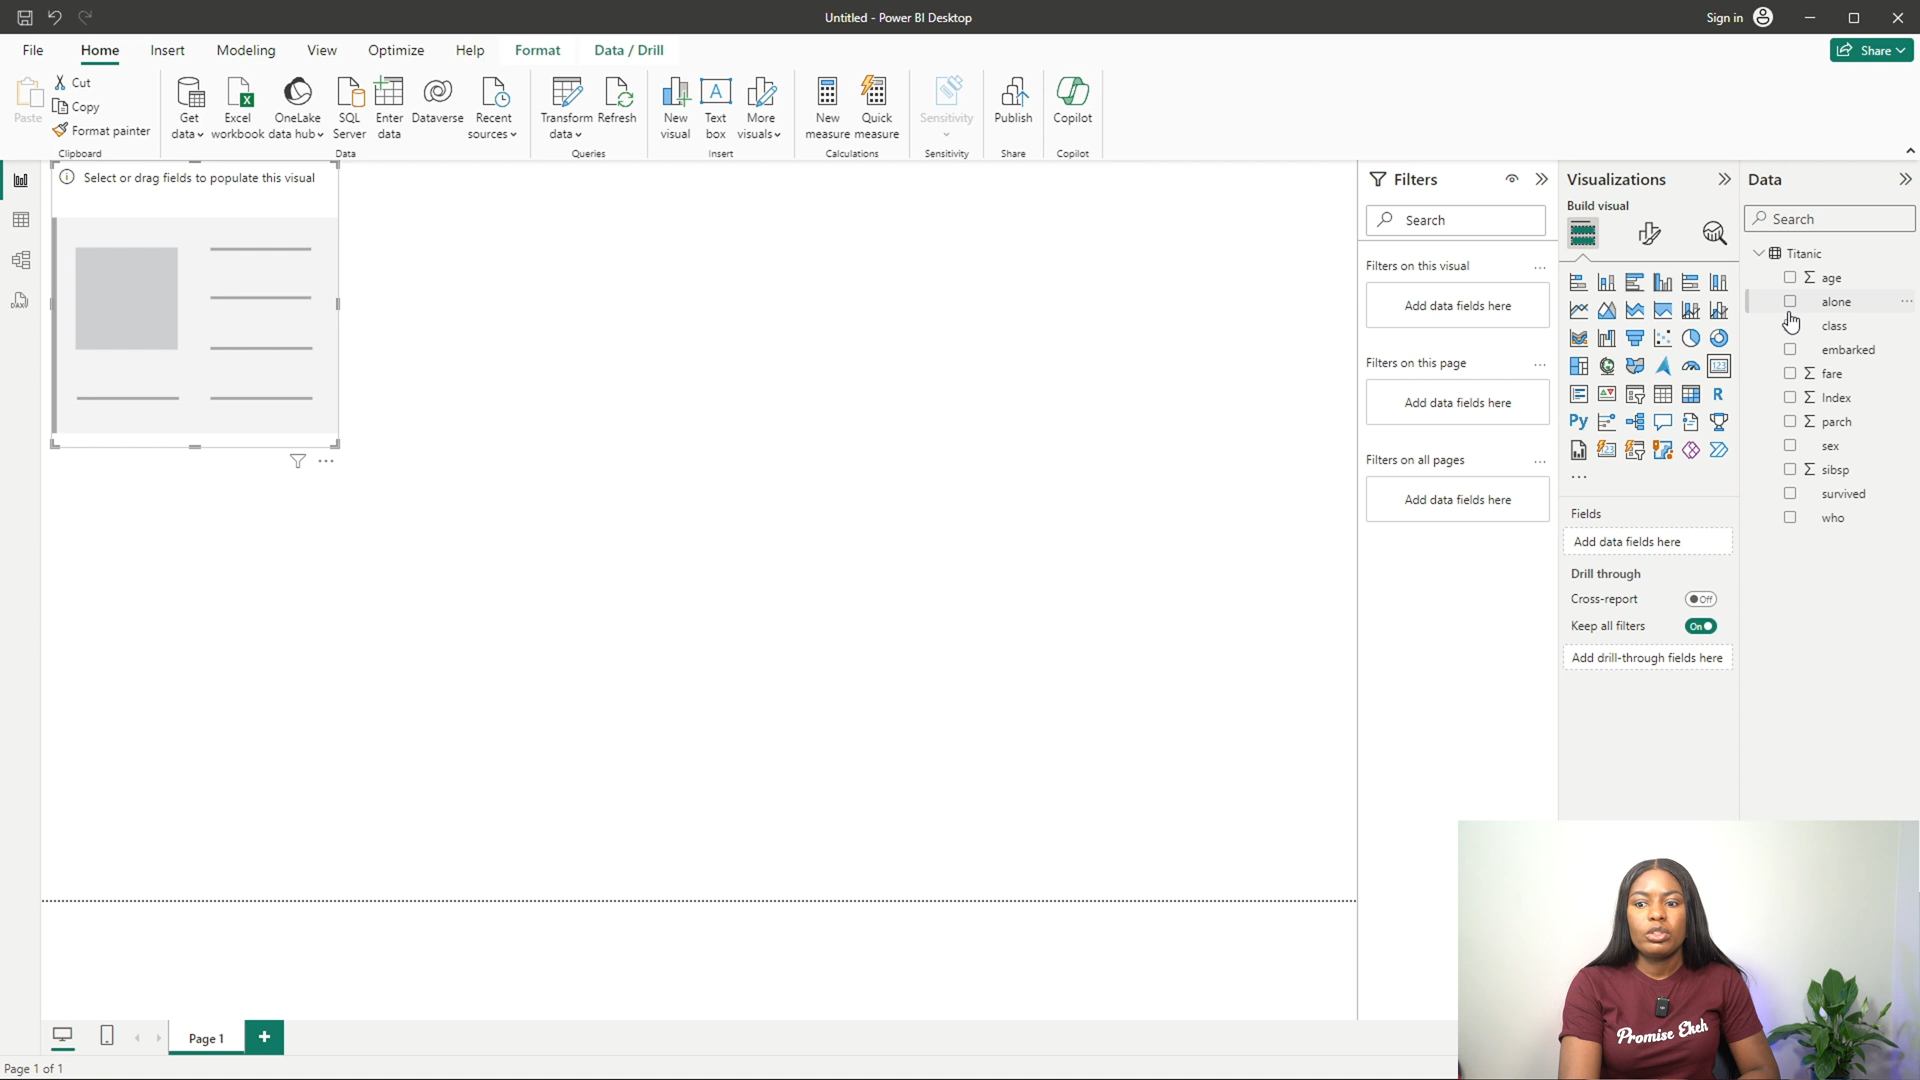 Untitled - Power BI Desktop
Sign in
File
Home
Insert
Modeling
View
Optimize
Help
Format
Data / Drill
Share
Paste
Cut
Copy
Format painter
Clipboard
Get data
Excel workbook
OneLake data hub
SQL Server
Enter data
Dataverse
Recent sources
Data
Transform data
Refresh
Queries
New visual
Text box
More visuals
Insert
New measure
Quick measure
Calculations
Sensitivity
Sensitivity
Publish
Share
Copilot
Copilot
Select or drag fields to populate this visual
Filters
Search
Filters on this visual
Add data fields here
Filters on this page
Add data fields here
Filters on all pages
Add data fields here
Visualizations
Build visual
123
R
Py
Fields
Add data fields here
Drill through
Cross-report
Off
Keep all filters
On
Add drill-through fields here
Data
Search
Titanic
Σ age
alone
class
embarked
Σ fare
Σ Index
Σ parch
sex
Σ sibsp
survived
who
DAX
Promise Ekeh
Page 1
Page 1 of 1